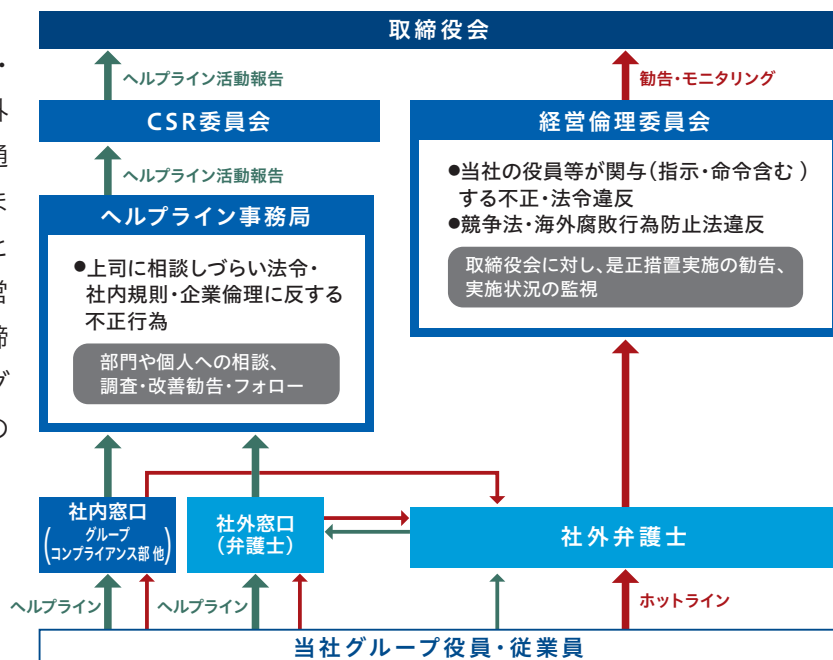 取締役会
ヘルプライン活動報告
勧告・モニタリング
CSR委員会
経営倫理委員会
ヘルプライン活動報告
●当社の役員等が関与(指示・命令含む)
する不正・法令違反
●競争法・海外腐敗行為防止法違反
取締役会に対し、是正措置実施の勧告、
実施状況の監視
ヘルプライン事務局
●上司に相談しづらい法令・
社内規則・企業倫理に反する
不正行為
部門や個人への相談、
調査・改善勧告・フォロー
社内窓口
(グループ
コンプライアンス部 他)
社外窓口
(弁護士)
社外弁護士
ヘルプライン
ヘルプライン
ホットライン
当社グループ役員・従業員
・
外
通
ま
と
営
締
グ
の